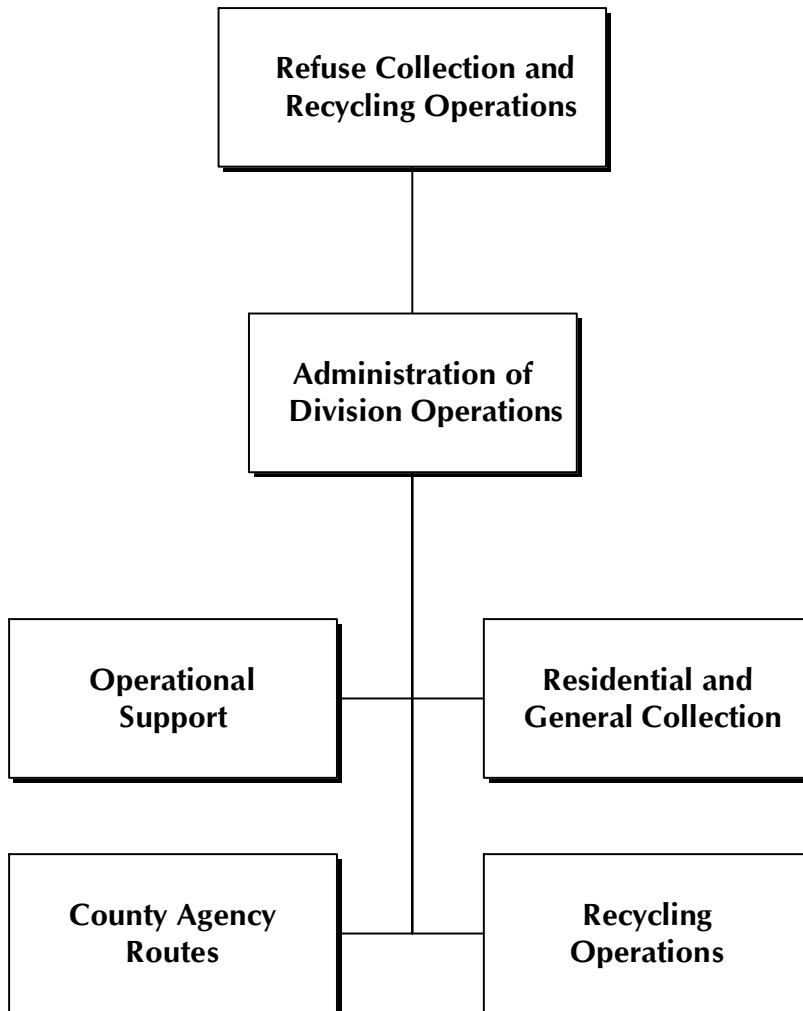 Refuse Collection and
Recycling Operations
Administration of
Division Operations
Operational
Support
Residential and
General Collection
County Agency
Routes
Recycling
Operations